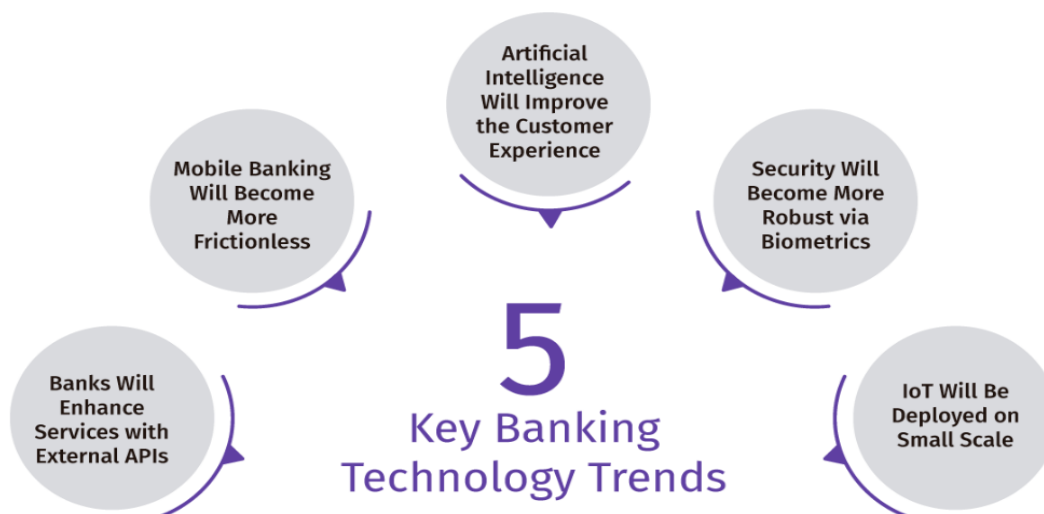 Artificial
Intelligence
Will Improve
the Customer
Experience
Mobile Banking
Will Become
More
Frictionless
Security Will
Become More
Robust via
Biometrics
Banks Will
Enhance
Services with
External APIs
5
Key Banking
Technology Trends
IoT Will Be
Deployed on
Small Scale